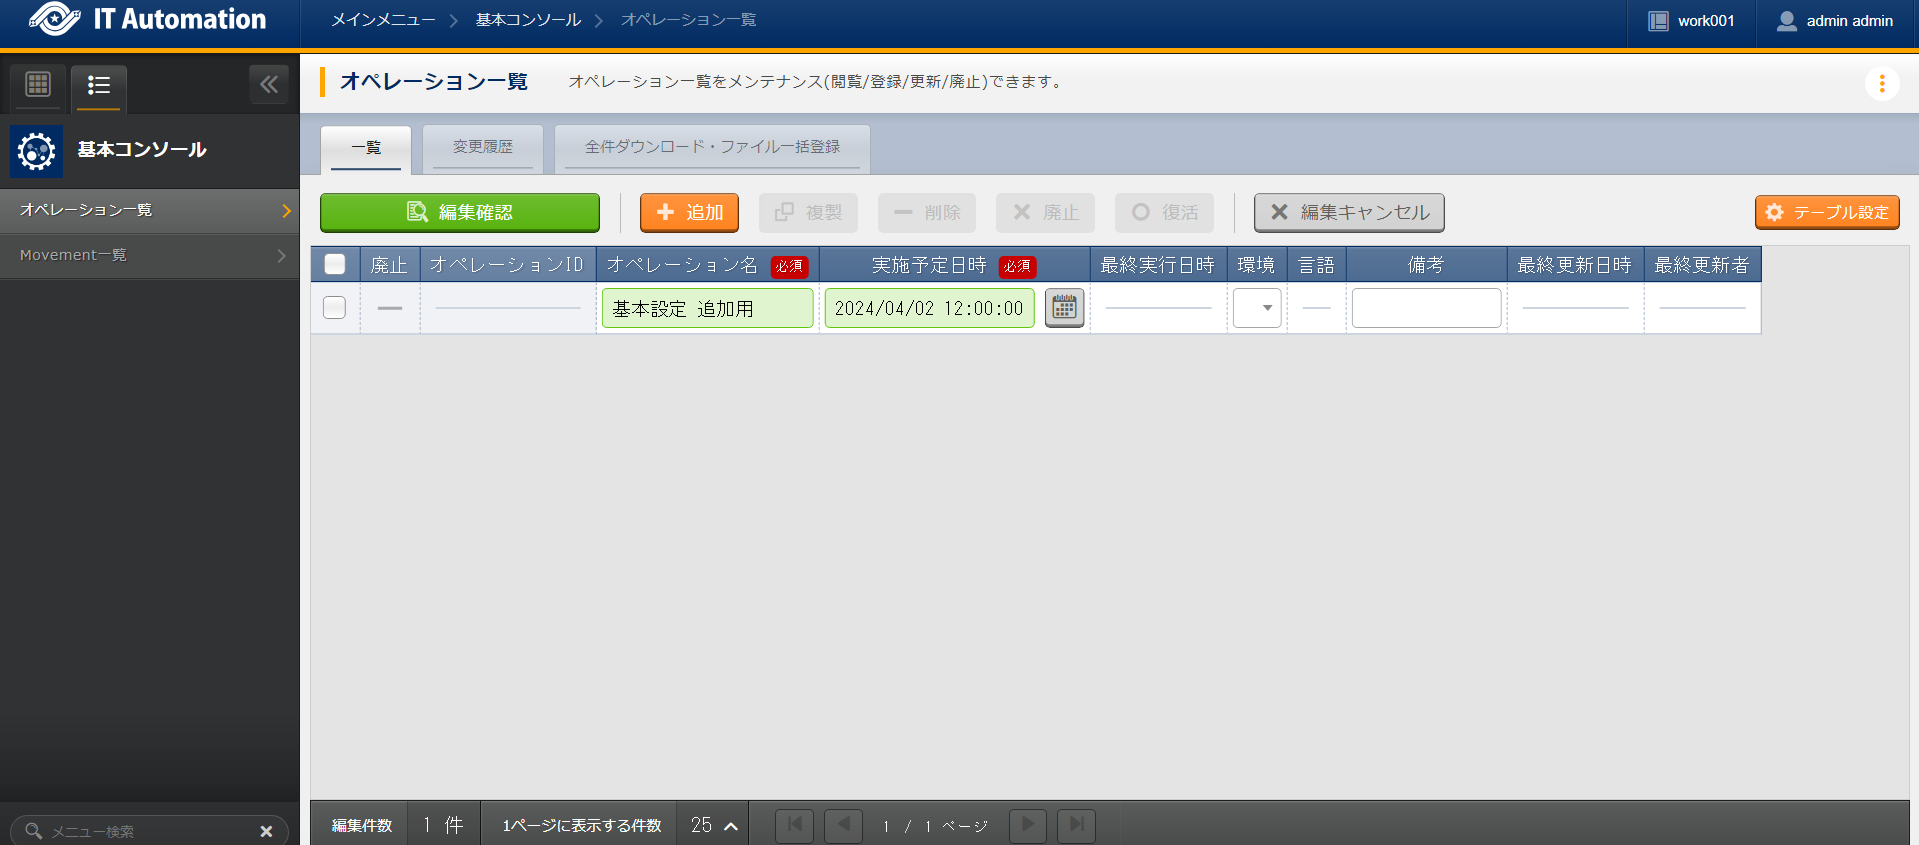 IT Automation
メインメニュー 基本コンソール オペレーション一覧
work001
admin admin
基本コンソール
オペレーション一覧
Movement一覧
メニュー検索
オペレーション一覧
オペレーション一覧をメンテナンス(閲覧/登録/更新/廃止)できます。
一覧 変更履歴 全件ダウンロード・ファイル一括登録
編集確認 追加 複製 削除 廃止 復活 編集キャンセル テーブル設定
廃止 オペレーションID オペレーション名 必須 実施予定日時 必須 最終実行日時 環境 言語 備考 最終更新日時 最終更新者
基本設定 追加用 2024/04/02 12:00:00
編集件数 1 件 1ページに表示する件数 25 1 / 1 ページ